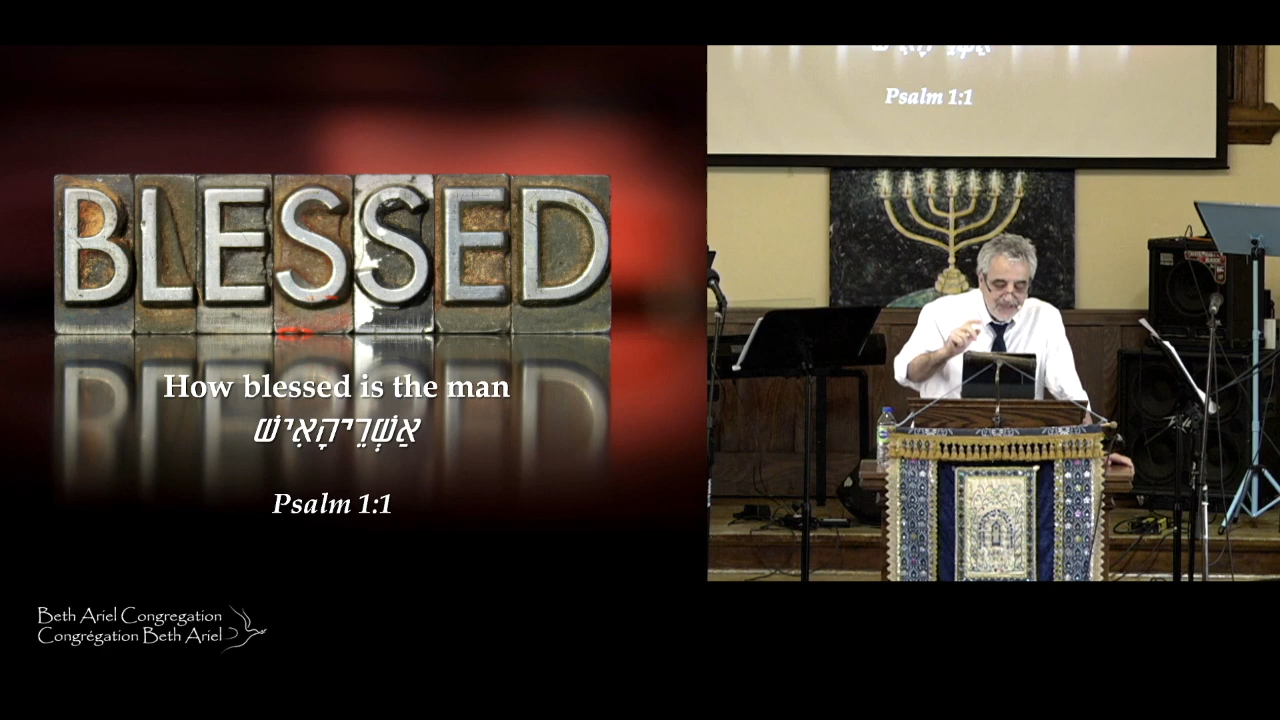 BLESSED
How blessed is the man
אַשְׁרֵיהָאִישׁ
Psalm 1:1
Beth Ariel Congregation
Congrégation Beth Ariel
Psalm 1:1